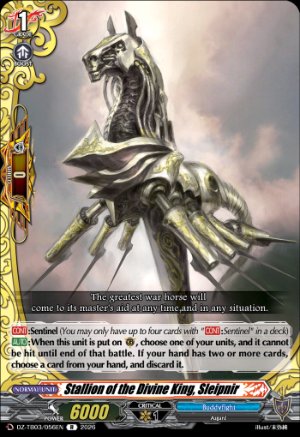 1
GRADE
BOOST
0
The greatest war horse will
come to its master's aid at any time and in any situation.
CONT:Sentinel (You may only have up to four cards with "CONT:Sentinel" in a deck)
AUTO:When this unit is put on (G), choose one of your units, and it cannot
be hit until end of battle. If your hand has two or more cards,
choose a card from your hand, and discard it.
NORMAL UNIT
Stallion of the Divine King, Sleipnir
D
DZ-TB03/056EN
R
2026
POWER
6000
CRITICAL
1
Buddyfight